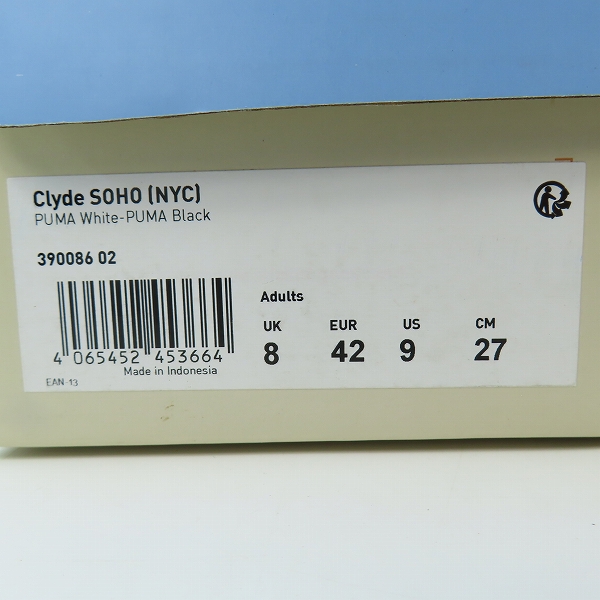 Clyde SOHO (NYC)
PUMA White-PUMA Black
390086 02
4 065452 453664
Made in Indonesia
EAN-13
Adults
UK EUR US CM
8 42 9 27